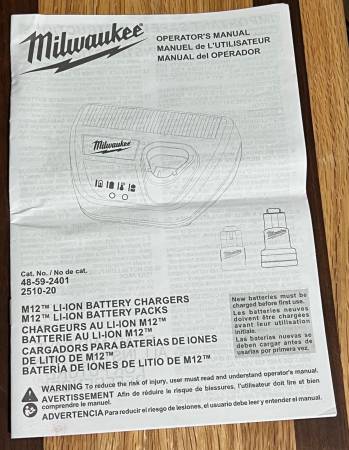 Milwaukee
OPERATOR'S MANUAL
MANUEL de L'UTILISATEUR
MANUAL del OPERADOR
Milwaukee
Cat. No. / No de cat.
48-59-2401
2510-20
M12™ LI-ION BATTERY CHARGERS
M12™ LI-ION BATTERY PACKS
CHARGEURS AU LI-ION M12™
BATTERIE AU LI-ION M12™
CARGADORS PARA BATERÍAS DE IONES
DE LITIO DE M12™
BATERÍA DE IONES DE LITIO DE M12™
New batteries must be
charged before first use.
Les batteries neuves
doivent être chargées
avant leur utilisation
initiale.
Las baterías nuevas se
deben cargar antes de
usarlas por primera vez.
WARNING To reduce the risk of injury, user must read and understand operator's manual.
AVERTISSEMENT Afin de réduire le risque de blessures, l'utilisateur doit lire et bien
comprendre le manuel.
ADVERTENCIA Para reducir el riesgo de lesiones, el usuario debe leer y entender el manual.